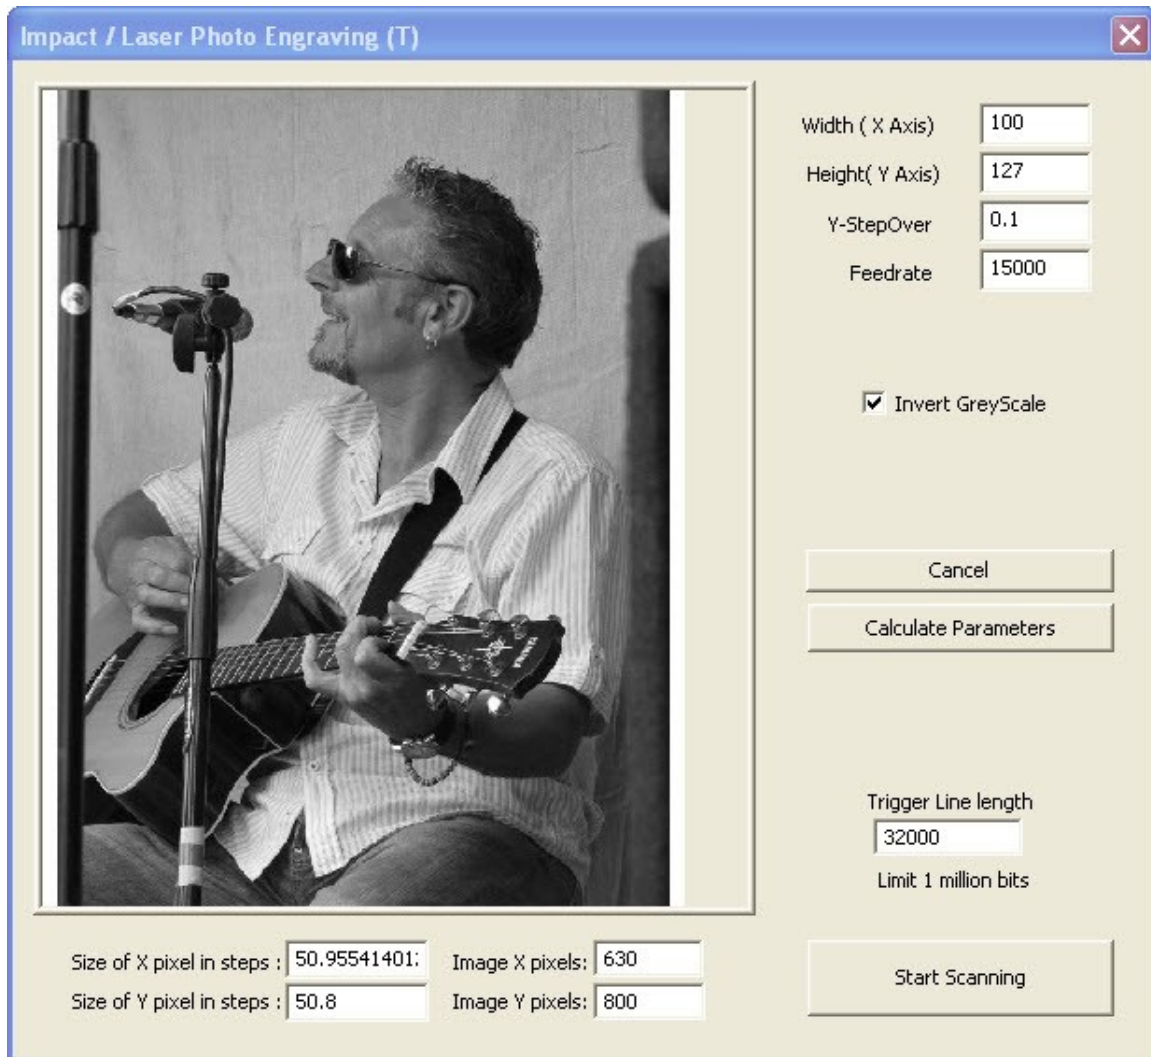 Impact / Laser Photo Engraving (T)
Width ( X Axis) 100
Height( Y Axis) 127
Y-StepOver 0.1
Feedrate 15000
Invert GreyScale
Cancel
Calculate Parameters
Trigger Line length
32000
Limit 1 million bits
Size of X pixel in steps : 50.95541401: Image X pixels: 630
Size of Y pixel in steps : 50.8 Image Y pixels: 800
Start Scanning